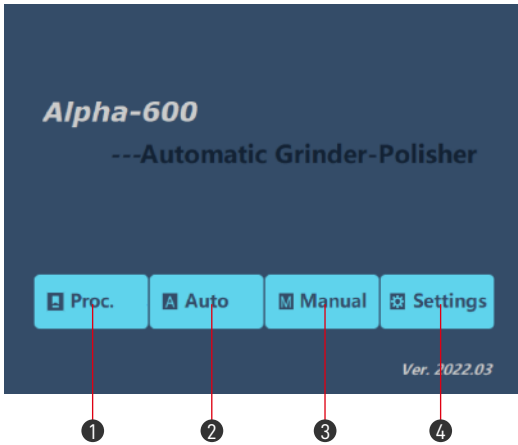 Alpha-600
---Automatic Grinder-Polisher
Proc. A Auto M Manual Settings
Ver. 2022.03
1 2 3 4